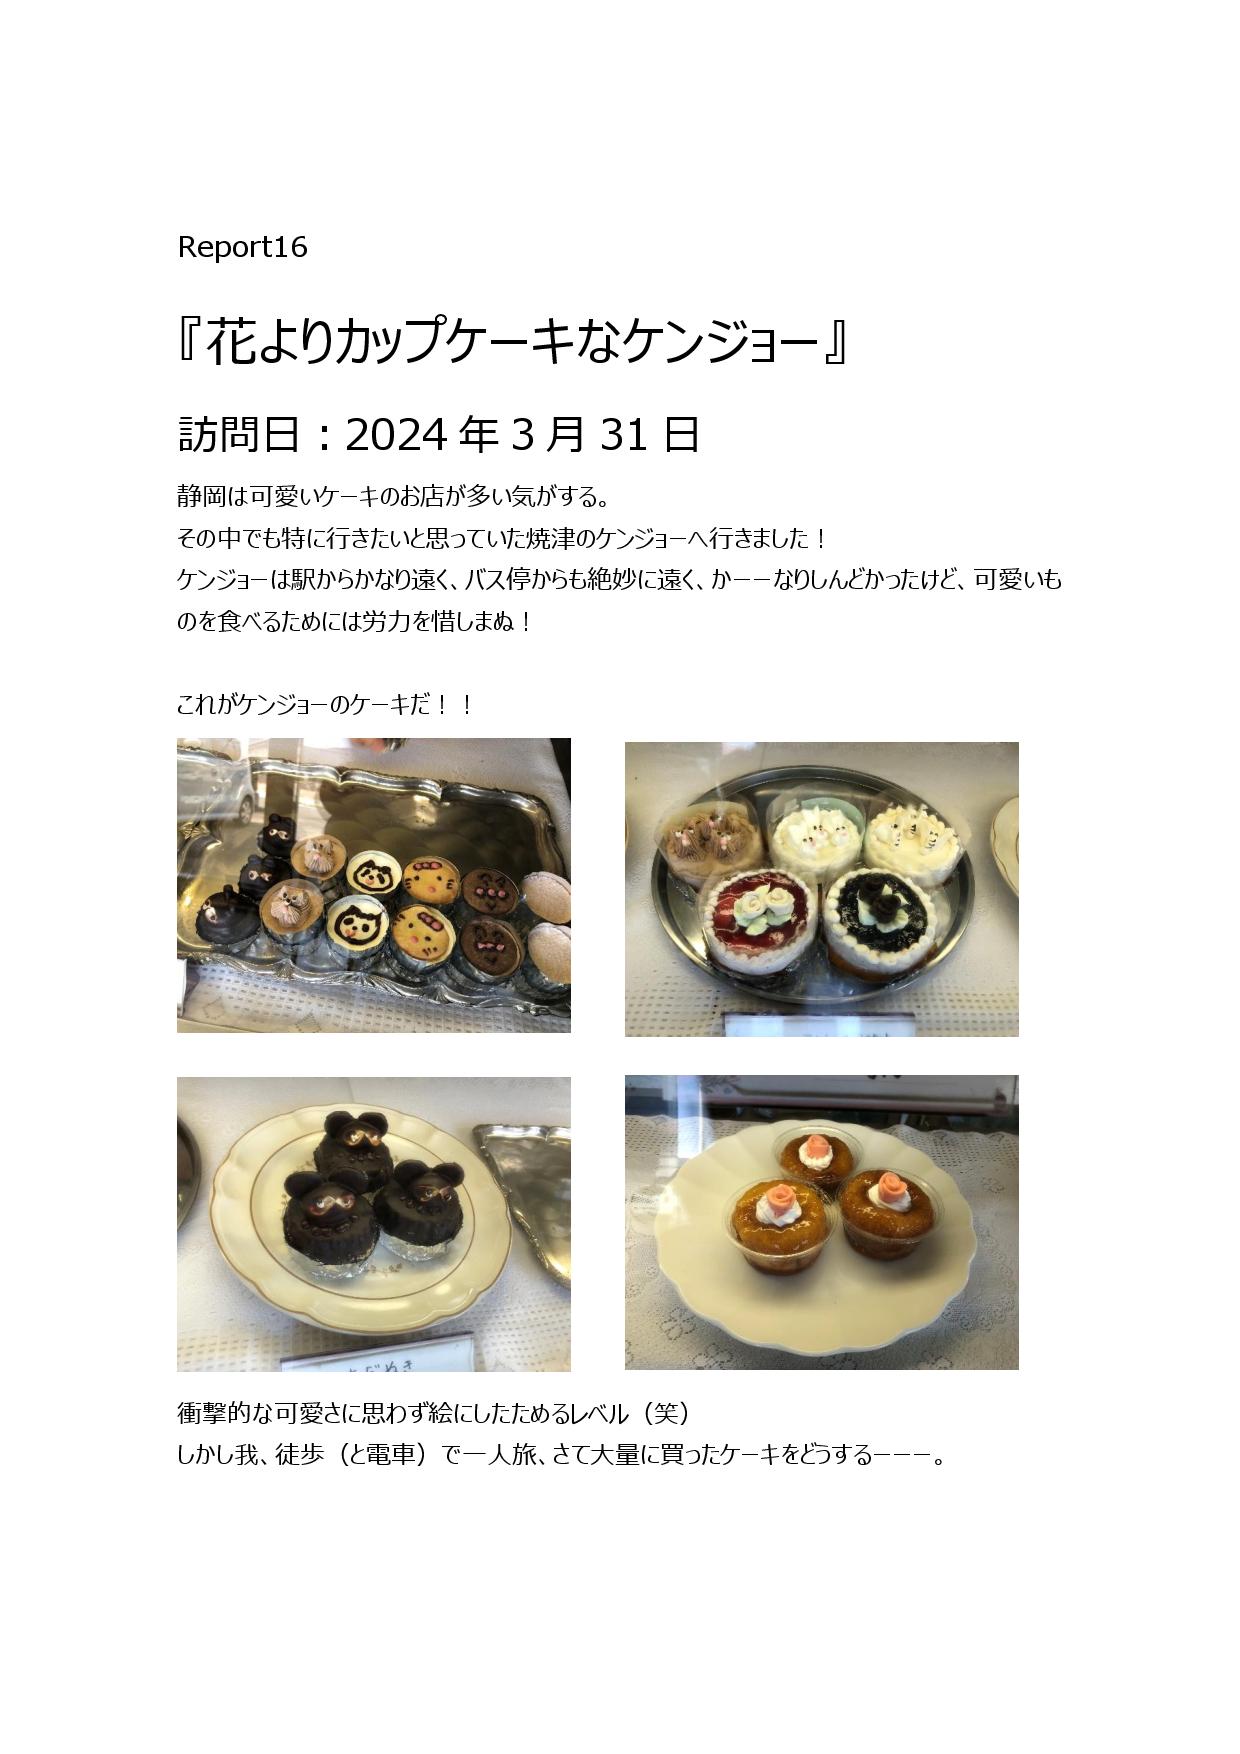 Report16
『花よりカップケーキなケンジョー』
訪問日：2024年3月31日
静岡は可愛いケーキのお店が多い気がする。
その中でも特に行きたいと思っていた焼津のケンジョーへ行きました！
ケンジョーは駅からかなり遠く、バス停からも絶妙に遠く、かーーなりしんどかったけど、可愛いも
のを食べるためには労力を惜しまぬ！
これがケンジョーのケーキだ！！
衝撃的な可愛さに思わず絵にしたためるレベル（笑）
しかし我、徒歩（と電車）で一人旅、さて大量に買ったケーキをどうするーーー。